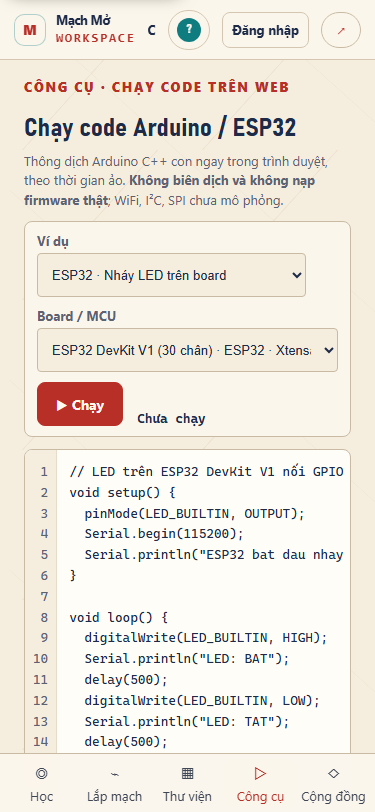 M
Mạch Mở
WORKSPACE
C
?
Đăng nhập
↗
CÔNG CỤ · CHẠY CODE TRÊN WEB
Chạy code Arduino / ESP32
Thông dịch Arduino C++ con ngay trong trình duyệt,
theo thời gian ảo. Không biên dịch và không nạp
firmware thật; WiFi, I²C, SPI chưa mô phỏng.
Ví dụ
ESP32 · Nháy LED trên board
Board / MCU
ESP32 DevKit V1 (30 chân) · ESP32 · Xtensa
▶ Chạy
Chưa chạy
1 // LED trên ESP32 DevKit V1 nối GPIO
2 void setup() {
3 pinMode(LED_BUILTIN, OUTPUT);
4 Serial.begin(115200);
5 Serial.println("ESP32 bat dau nhay
6 }
7
8 void loop() {
9 digitalWrite(LED_BUILTIN, HIGH);
10 Serial.println("LED: BAT");
11 delay(500);
12 digitalWrite(LED_BUILTIN, LOW);
13 Serial.println("LED: TAT");
14 delay(500);
Học
Lắp mạch
Thư viện
Công cụ
Cộng đồng